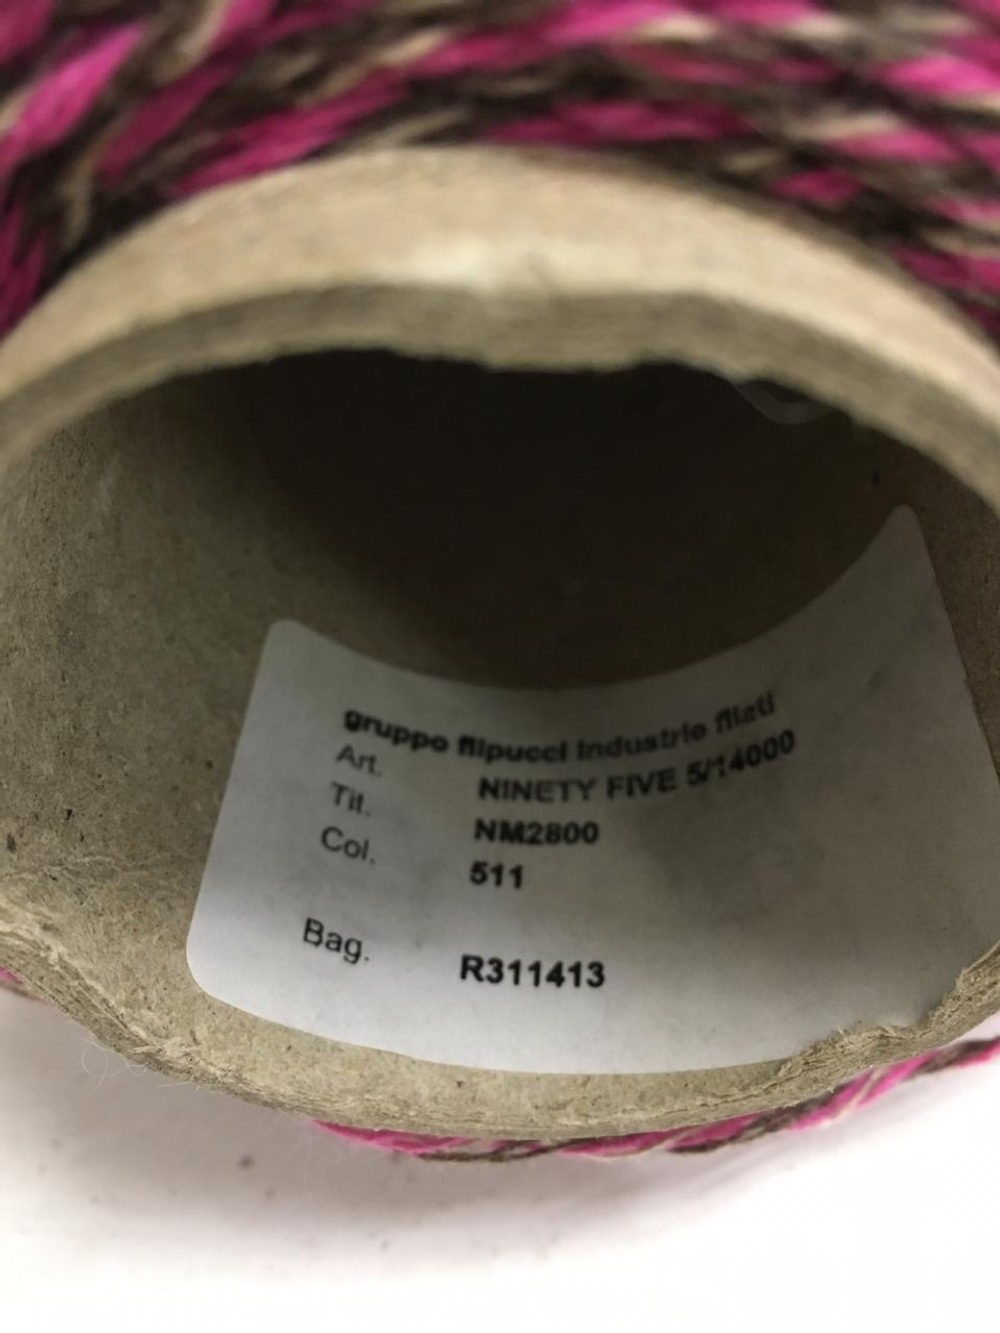 gruppo filpucci industrie filati
Art. NINETY FIVE 5/14000
Tit. NM2800
Col. 511
Bag. R311413